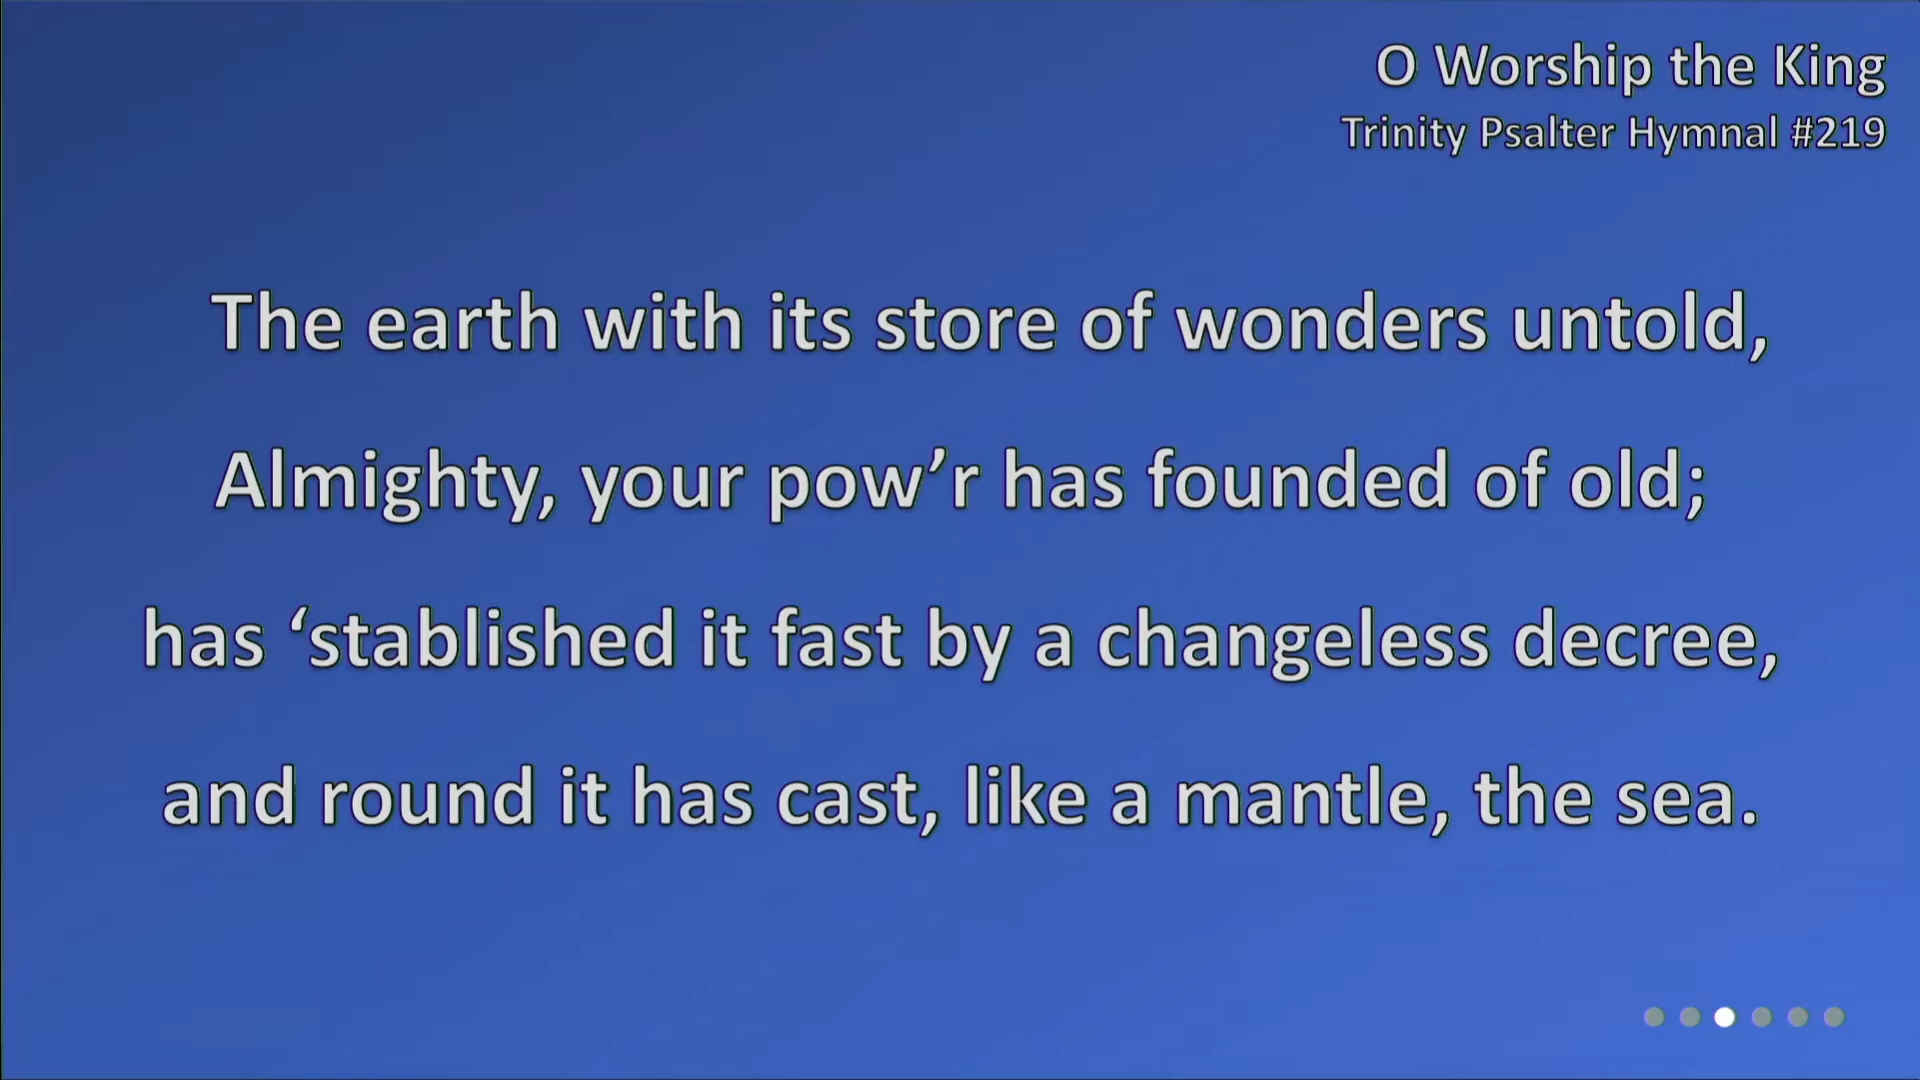 O Worship the King
Trinity Psalter Hymnal #219
The earth with its store of wonders untold,
Almighty, your pow’r has founded of old;
has ‘stablished it fast by a changeless decree,
and round it has cast, like a mantle, the sea.